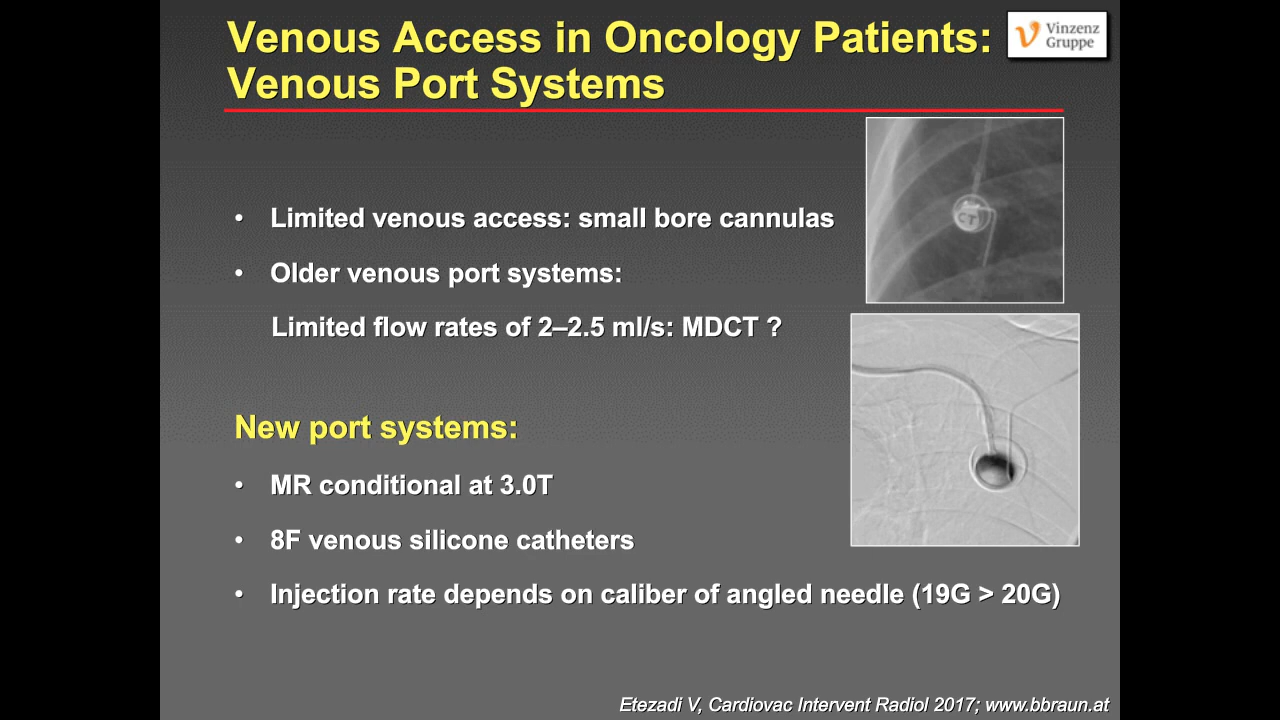 Venous Access in Oncology Patients:
Venous Port Systems
Vinzenz
Gruppe
• Limited venous access: small bore cannulas
• Older venous port systems:
Limited flow rates of 2–2.5 ml/s: MDCT ?
CT
New port systems:
• MR conditional at 3.0T
• 8F venous silicone catheters
• Injection rate depends on caliber of angled needle (19G > 20G)
Etezadi V, Cardiovac Intervent Radiol 2017; www.bbraun.at